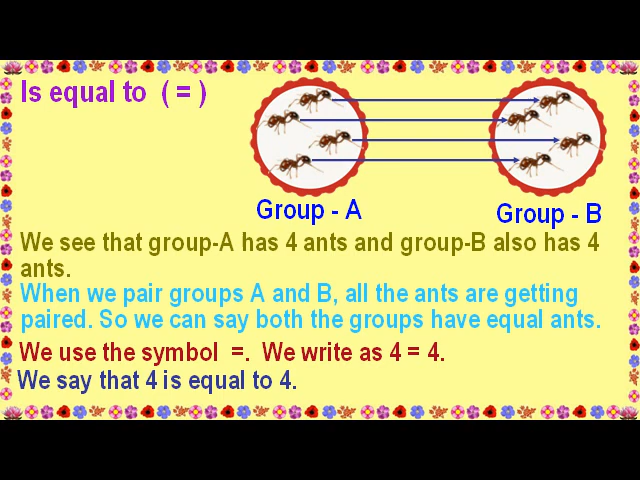 Is equal to ( = )
Group - A
Group - B
We see that group-A has 4 ants and group-B also has 4
ants.
When we pair groups A and B, all the ants are getting
paired. So we can say both the groups have equal ants.
We use the symbol =. We write as 4 = 4.
We say that 4 is equal to 4.